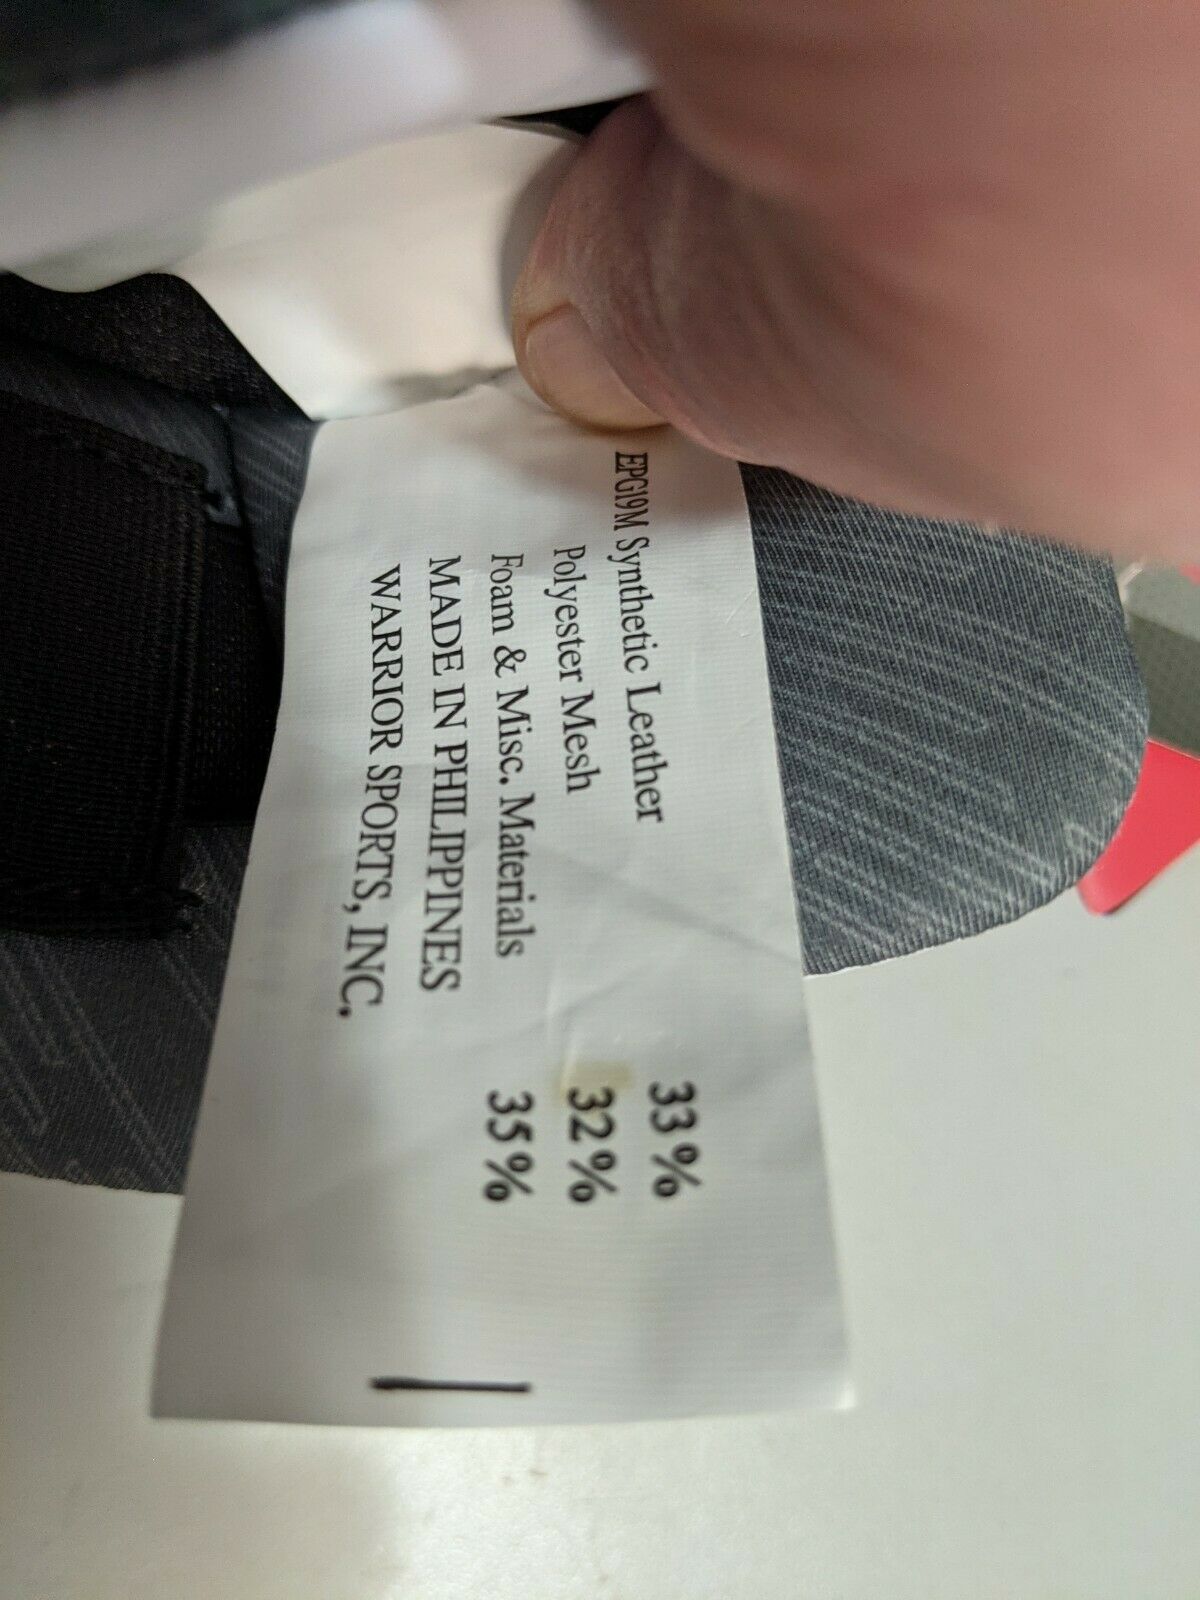 EPG19M Synthetic Leather 33%
Polyester Mesh 32%
Foam & Misc. Materials 35%
MADE IN PHILIPPINES
WARRIOR SPORTS, INC.